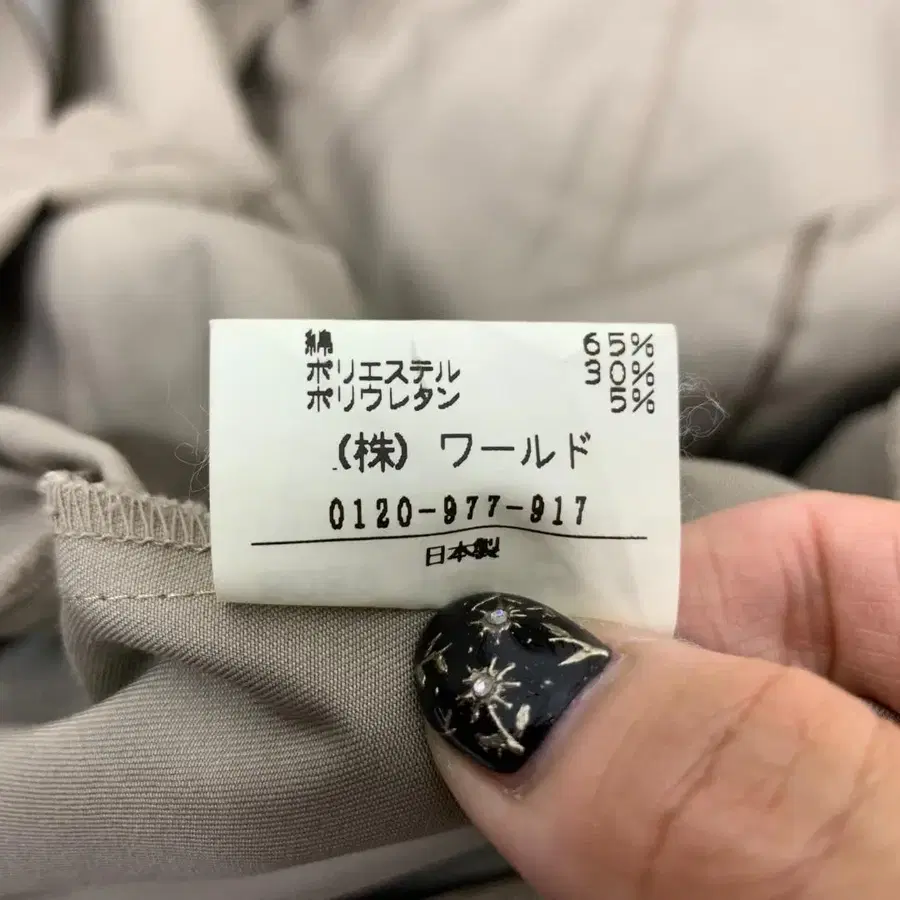 綿 65%
ポリエステル 30%
ポリウレタン 5%
(株) ワールド
0120-977-917
日本製